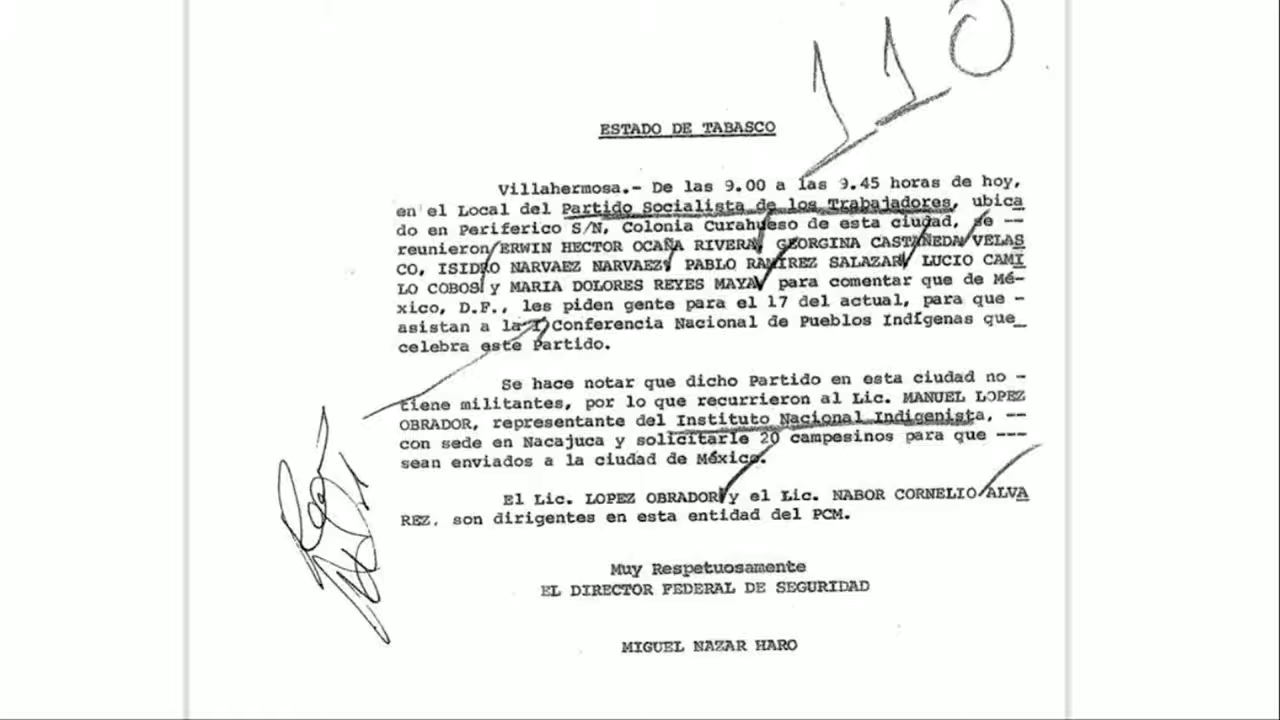 110
ESTADO DE TABASCO
Villahermosa.- De las 9.00 a las 9.45 horas de hoy,
en el Local del Partido Socialista de los Trabajadores, ubica
do en Periferico S/N, Colonia Curahueso de esta ciudad, se --
reunieron ERWIN HECTOR OCAÑA RIVERA, GEORGINA CASTAÑEDA VELAS
CO, ISIDRO NARVAEZ NARVAEZ, PABLO RAMIREZ SALAZAR, LUCIO CAMI
LO COBOS y MARIA DOLORES REYES MAYA, para comentar que de Mé-
xico, D.F., les piden gente para el 17 del actual, para que -
asistan a la Conferencia Nacional de Pueblos Indígenas que_
celebra este Partido.
Se hace notar que dicho Partido en esta ciudad no -
tiene militantes, por lo que recurrieron al Lic. MANUEL LOPEZ
OBRADOR, representante del Instituto Nacional Indigenista, ---
con sede en Nacajuca y solicitarle 20 campesinos para que ---
sean enviados a la ciudad de México.
El Lic. LOPEZ OBRADOR y el Lic. NABOR CORNELIO ALVA
REZ, son dirigentes en esta entidad del PCM.
Muy Respetuosamente
EL DIRECTOR FEDERAL DE SEGURIDAD
MIGUEL NAZAR HARO